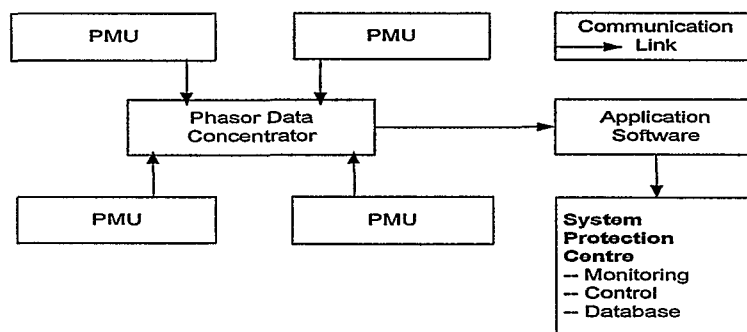 PMU
PMU
Communication
Link
Phasor Data
Concentrator
Application
Software
PMU
PMU
System
Protection
Centre
-- Monitoring
-- Control
-- Database